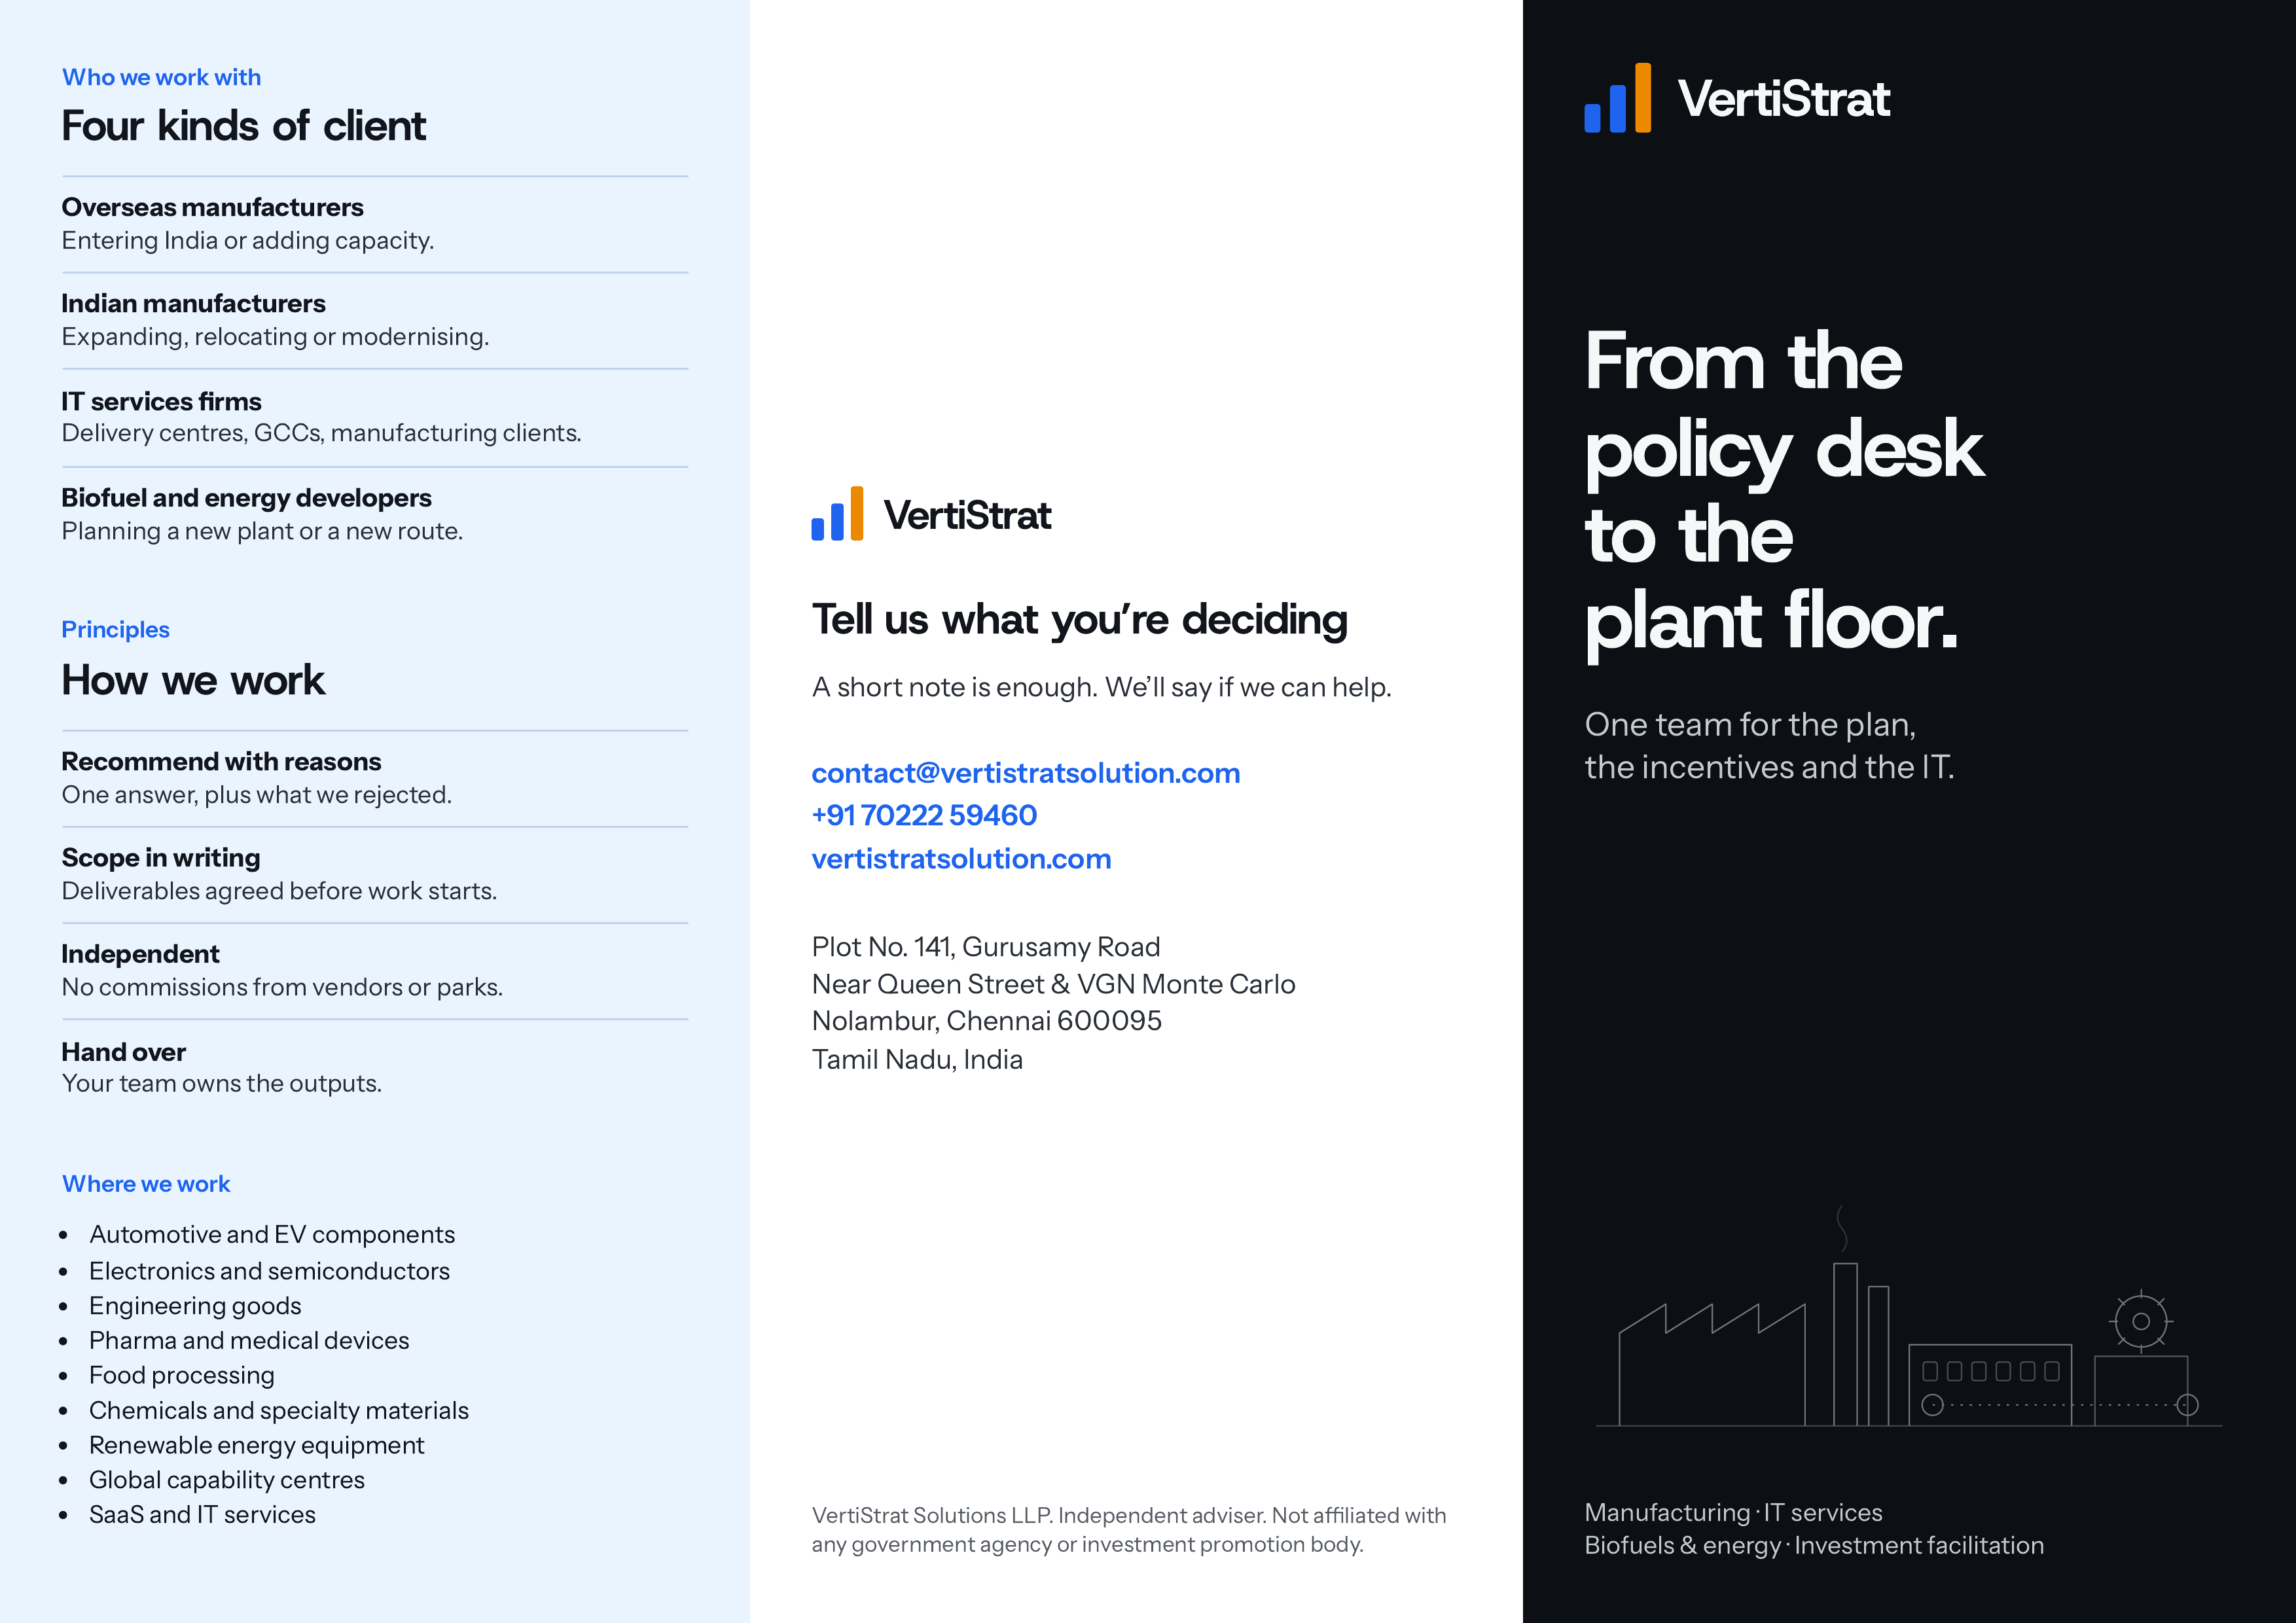 Who we work with
Four kinds of client
Overseas manufacturers
Entering India or adding capacity.
Indian manufacturers
Expanding, relocating or modernising.
IT services firms
Delivery centres, GCCs, manufacturing clients.
Biofuel and energy developers
Planning a new plant or a new route.
Principles
How we work
Recommend with reasons
One answer, plus what we rejected.
Scope in writing
Deliverables agreed before work starts.
Independent
No commissions from vendors or parks.
Hand over
Your team owns the outputs.
Where we work
• Automotive and EV components
• Electronics and semiconductors
• Engineering goods
• Pharma and medical devices
• Food processing
• Chemicals and specialty materials
• Renewable energy equipment
• Global capability centres
• SaaS and IT services
VertiStrat
Tell us what you’re deciding
A short note is enough. We’ll say if we can help.
contact@vertistratsolution.com
+91 70222 59460
vertistratsolution.com
Plot No. 141, Gurusamy Road
Near Queen Street & VGN Monte Carlo
Nolambur, Chennai 600095
Tamil Nadu, India
VertiStrat Solutions LLP. Independent adviser. Not affiliated with
any government agency or investment promotion body.
VertiStrat
From the
policy desk
to the
plant floor.
One team for the plan,
the incentives and the IT.
Manufacturing · IT services
Biofuels & energy · Investment facilitation